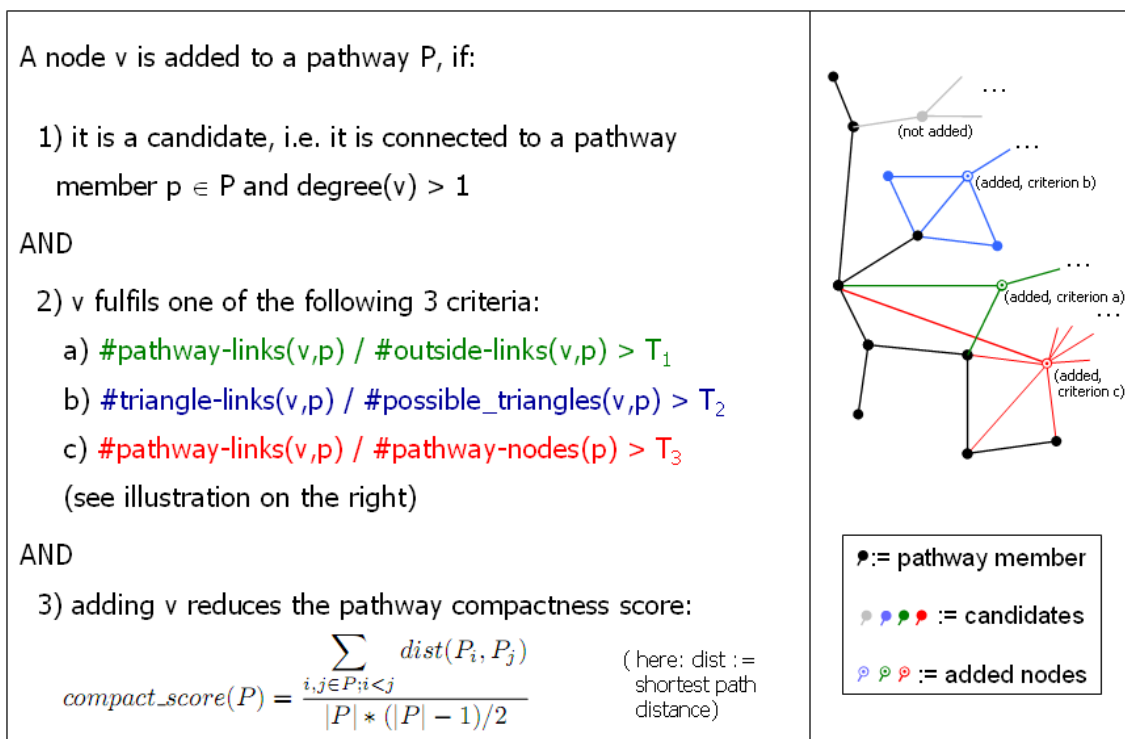 A node v is added to a pathway P, if:
1) it is a candidate, i.e. it is connected to a pathway
member p ∈ P and degree(v) > 1
AND
2) v fulfils one of the following 3 criteria:
a) #pathway-links(v,p) / #outside-links(v,p) > T₁
b) #triangle-links(v,p) / #possible_triangles(v,p) > T₂
c) #pathway-links(v,p) / #pathway-nodes(p) > T₃
(see illustration on the right)
AND
3) adding v reduces the pathway compactness score:
compact_score(P) = ∑ i,j∈P;i<j dist(P_i, P_j) / |P| * (|P| − 1)/2
( here: dist :=
shortest path
distance)
...
(not added)
...
(added, criterion b)
...
(added, criterion a)
...
(added,
criterion c)
:= pathway member
:= candidates
:= added nodes